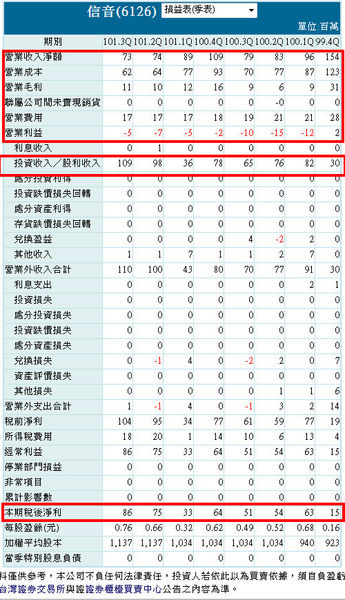 信音(6126) 損益表(季表)
單位:百萬
期別 101.3Q 101.2Q 101.1Q 100.4Q 100.3Q 100.2Q 100.1Q 99.4Q
營業收入淨額 73 74 89 109 79 83 96 154
營業成本 62 64 77 93 70 77 87 123
營業毛利 11 10 12 16 9 6 9 31
聯屬公司間未實現銷貨 0 0 0 0 0 -0 0 0
營業費用 17 17 17 18 19 21 21 28
營業利益 -5 -7 -5 -2 -10 -15 -12 2
利息收入 0 1 0 0 0 0 0 0
投資收入／股利收入 109 98 36 78 65 76 82 30
處分投資利得 0 0 0 0 0 0 0 0
投資跌價損失回轉 0 0 0 0 0 0 0 0
處分資產利得 0 0 0 0 0 0 0 0
存貨跌價損失回轉 0 0 0 0 0 0 0 0
兌換盈益 0 0 0 0 4 -2 2 0
其他收入 1 1 7 1 1 2 7 0
營業外收入合計 110 100 43 80 70 77 91 30
利息支出 0 0 0 0 0 0 2 1
投資損失 0 0 0 0 0 0 0 0
處分投資損失 0 0 0 0 0 0 0 0
投資跌價損失 0 0 0 0 0 0 0 0
處分資產損失 0 0 0 0 0 0 0 0
兌換損失 0 -1 4 0 -2 2 0 7
資產評價損失 0 0 0 0 0 0 0 0
其他損失 0 0 0 0 0 1 1 6
營業外支出合計 1 -1 4 0 -1 3 2 14
稅前淨利 104 95 34 77 61 59 77 19
所得稅費用 18 20 1 14 10 6 13 4
經常利益 86 75 33 64 51 54 63 15
停業部門損益 0 0 0 0 0 0 0 0
非常項目 0 0 0 0 0 0 0 0
累計影響數 0 0 0 0 0 0 0 0
本期稅後淨利 86 75 33 64 51 54 63 15
每股盈餘(元) 0.76 0.66 0.32 0.62 0.49 0.52 0.68 0.16
加權平均股本 1,137 1,137 1,034 1,034 1,034 1,034 940 923
當季特別股息負債 0 0 0 0 0 0 0 0
料僅供參考，本公司不負任何法律責任，投資人若依此以為買賣依據，須自負盈虧
台灣證券交易所與證證券櫃檯買賣中心公告之內容為準。